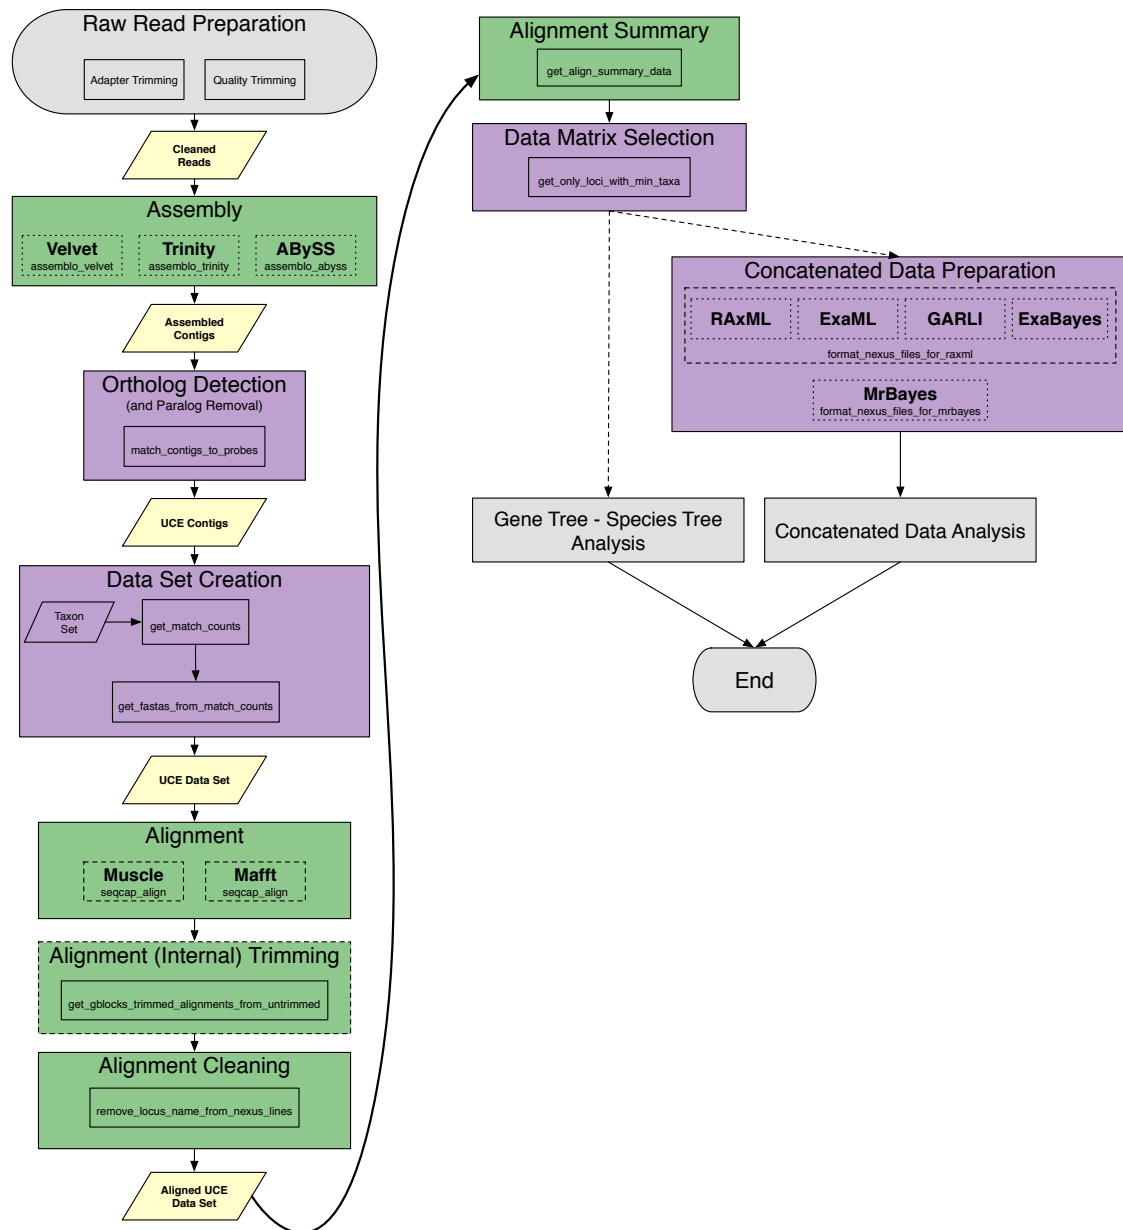 Raw Read Preparation
Adapter Trimming
Quality Trimming
Cleaned
Reads
Assembly
Velvet
assemblo_velvet
Trinity
assemblo_trinity
ABySS
assemblo_abyss
Assembled
Contigs
Ortholog Detection
(and Paralog Removal)
match_contigs_to_probes
UCE Contigs
Data Set Creation
Taxon
Set
get_match_counts
get_fastas_from_match_counts
UCE Data Set
Alignment
Muscle
seqcap_align
Mafft
seqcap_align
Alignment (Internal) Trimming
get_gblocks_trimmed_alignments_from_untrimmed
Alignment Cleaning
remove_locus_name_from_nexus_lines
Aligned UCE
Data Set
Alignment Summary
get_align_summary_data
Data Matrix Selection
get_only_loci_with_min_taxa
Concatenated Data Preparation
RAxML
ExaML
GARLI
ExaBayes
format_nexus_files_for_raxml
MrBayes
format_nexus_files_for_mrbayes
Gene Tree - Species Tree
Analysis
Concatenated Data Analysis
End